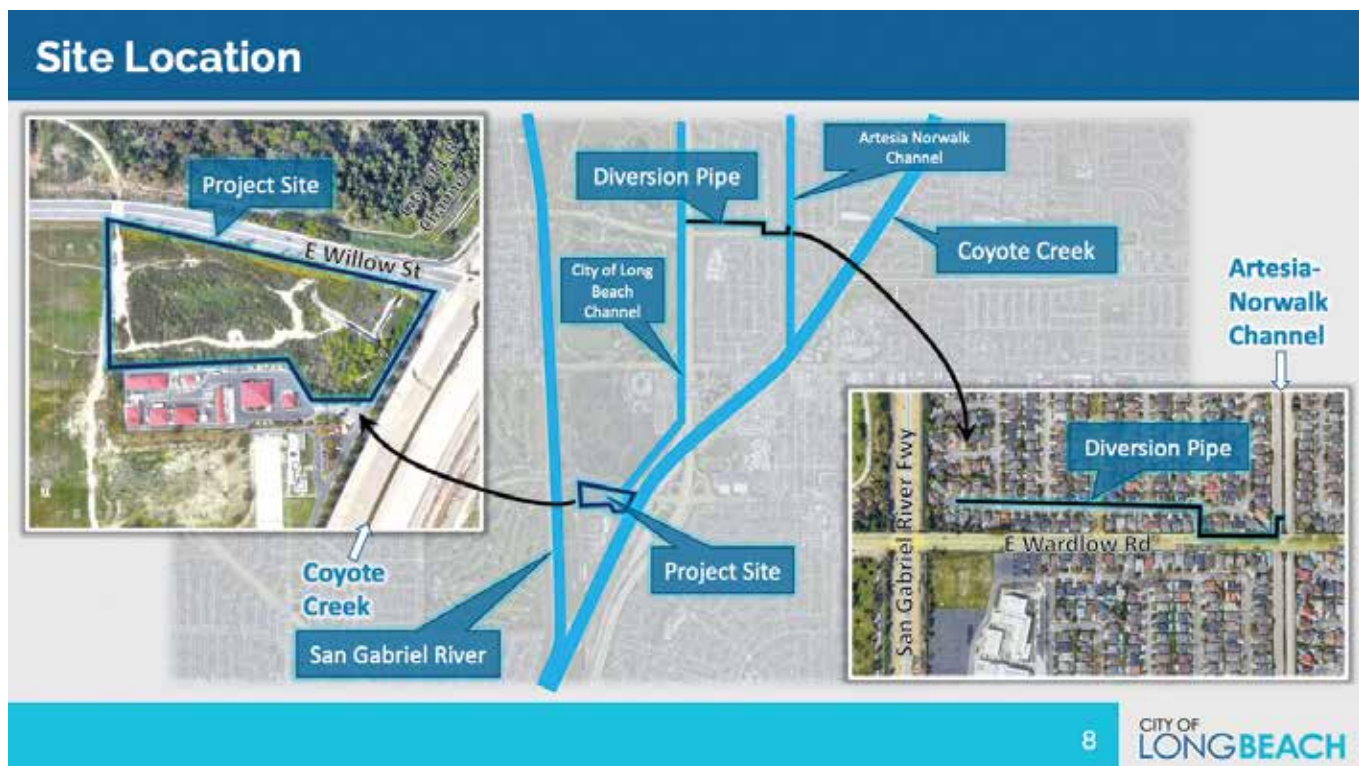 Site Location
Project Site
E Willow St
Coyote
Creek
San Gabriel River
Diversion Pipe
City of Long
Beach
Channel
Artesia Norwalk
Channel
Coyote Creek
Project Site
Artesia-
Norwalk
Channel
Diversion Pipe
E Wardlow Rd
San Gabriel River Fwy
8
CITY OF
LONGBEACH